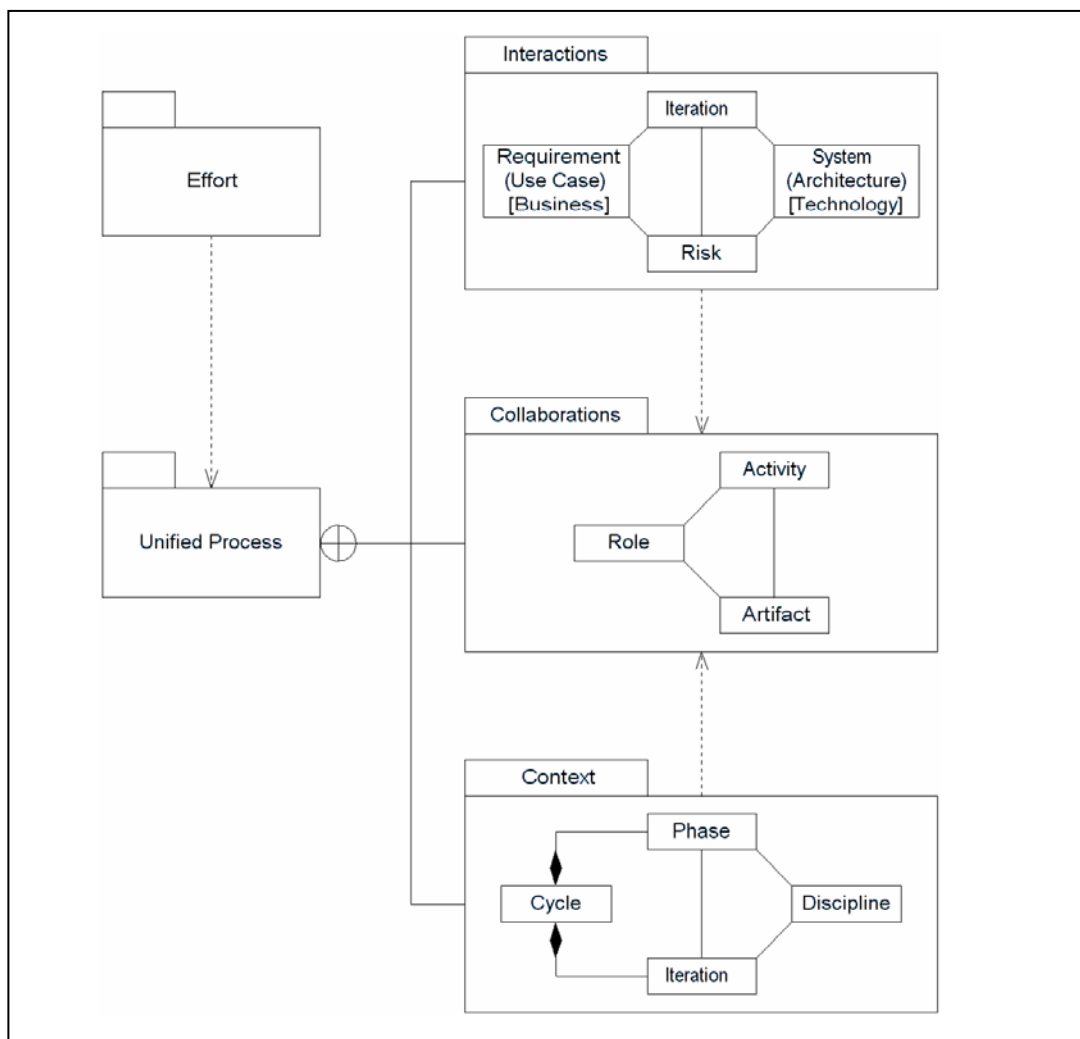 Interactions
Iteration
Requirement
(Use Case)
[Business]
System
(Architecture)
[Technology]
Risk
Effort
Collaborations
Activity
Role
Artifact
Unified Process
Context
Phase
Cycle
Discipline
Iteration